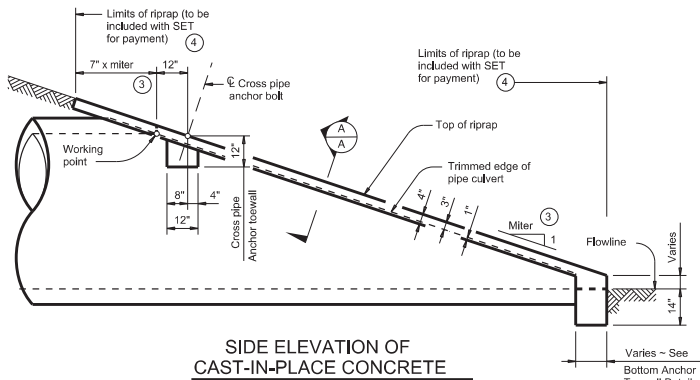 Limits of riprap (to be
included with SET
for payment)
4
7" x miter
12"
3
℄ Cross pipe
anchor bolt
Limits of riprap (to be
included with SET
for payment)
4
A
A
Top of riprap
Working
point
12"
Trimmed edge of
pipe culvert
8"
4"
12"
Cross pipe
Anchor toewall
4"
3"
1"
Miter
3
1
Flowline
Varies
14"
SIDE ELEVATION OF
CAST-IN-PLACE CONCRETE
Varies ~ See
Bottom Anchor